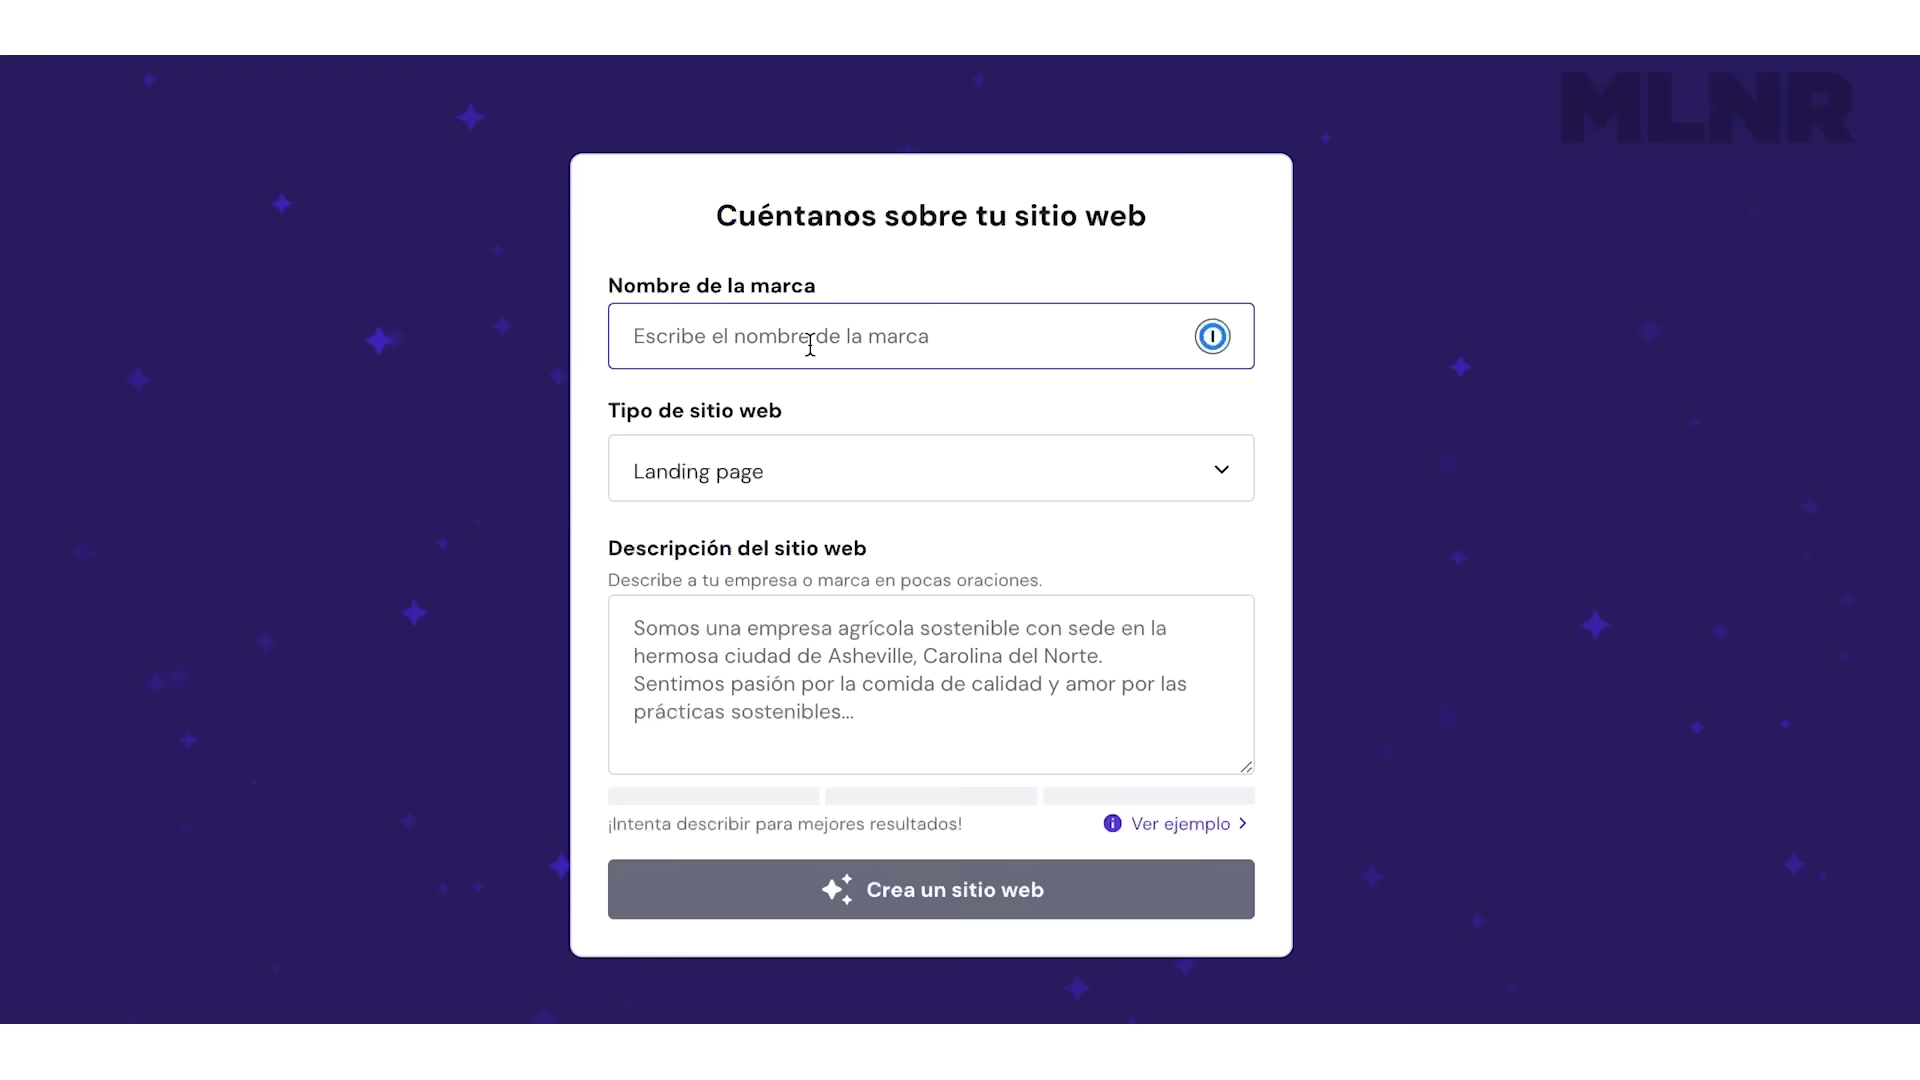 MLNR
Cuéntanos sobre tu sitio web
Nombre de la marca
Escribe el nombre de la marca
Tipo de sitio web
Landing page
Descripción del sitio web
Describe a tu empresa o marca en pocas oraciones.
Somos una empresa agrícola sostenible con sede en la
hermosa ciudad de Asheville, Carolina del Norte.
Sentimos pasión por la comida de calidad y amor por las
prácticas sostenibles...
¡Intenta describir para mejores resultados!
Ver ejemplo
Crea un sitio web